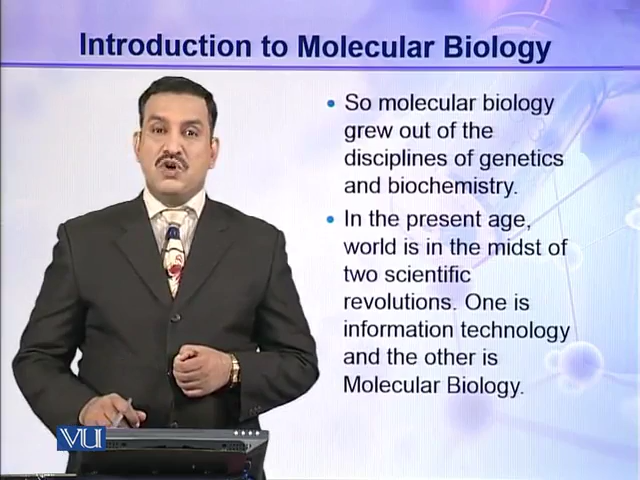 Introduction to Molecular Biology
So molecular biology
grew out of the
disciplines of genetics
and biochemistry.
In the present age,
world is in the midst of
two scientific
revolutions. One is
information technology
and the other is
Molecular Biology.
VU